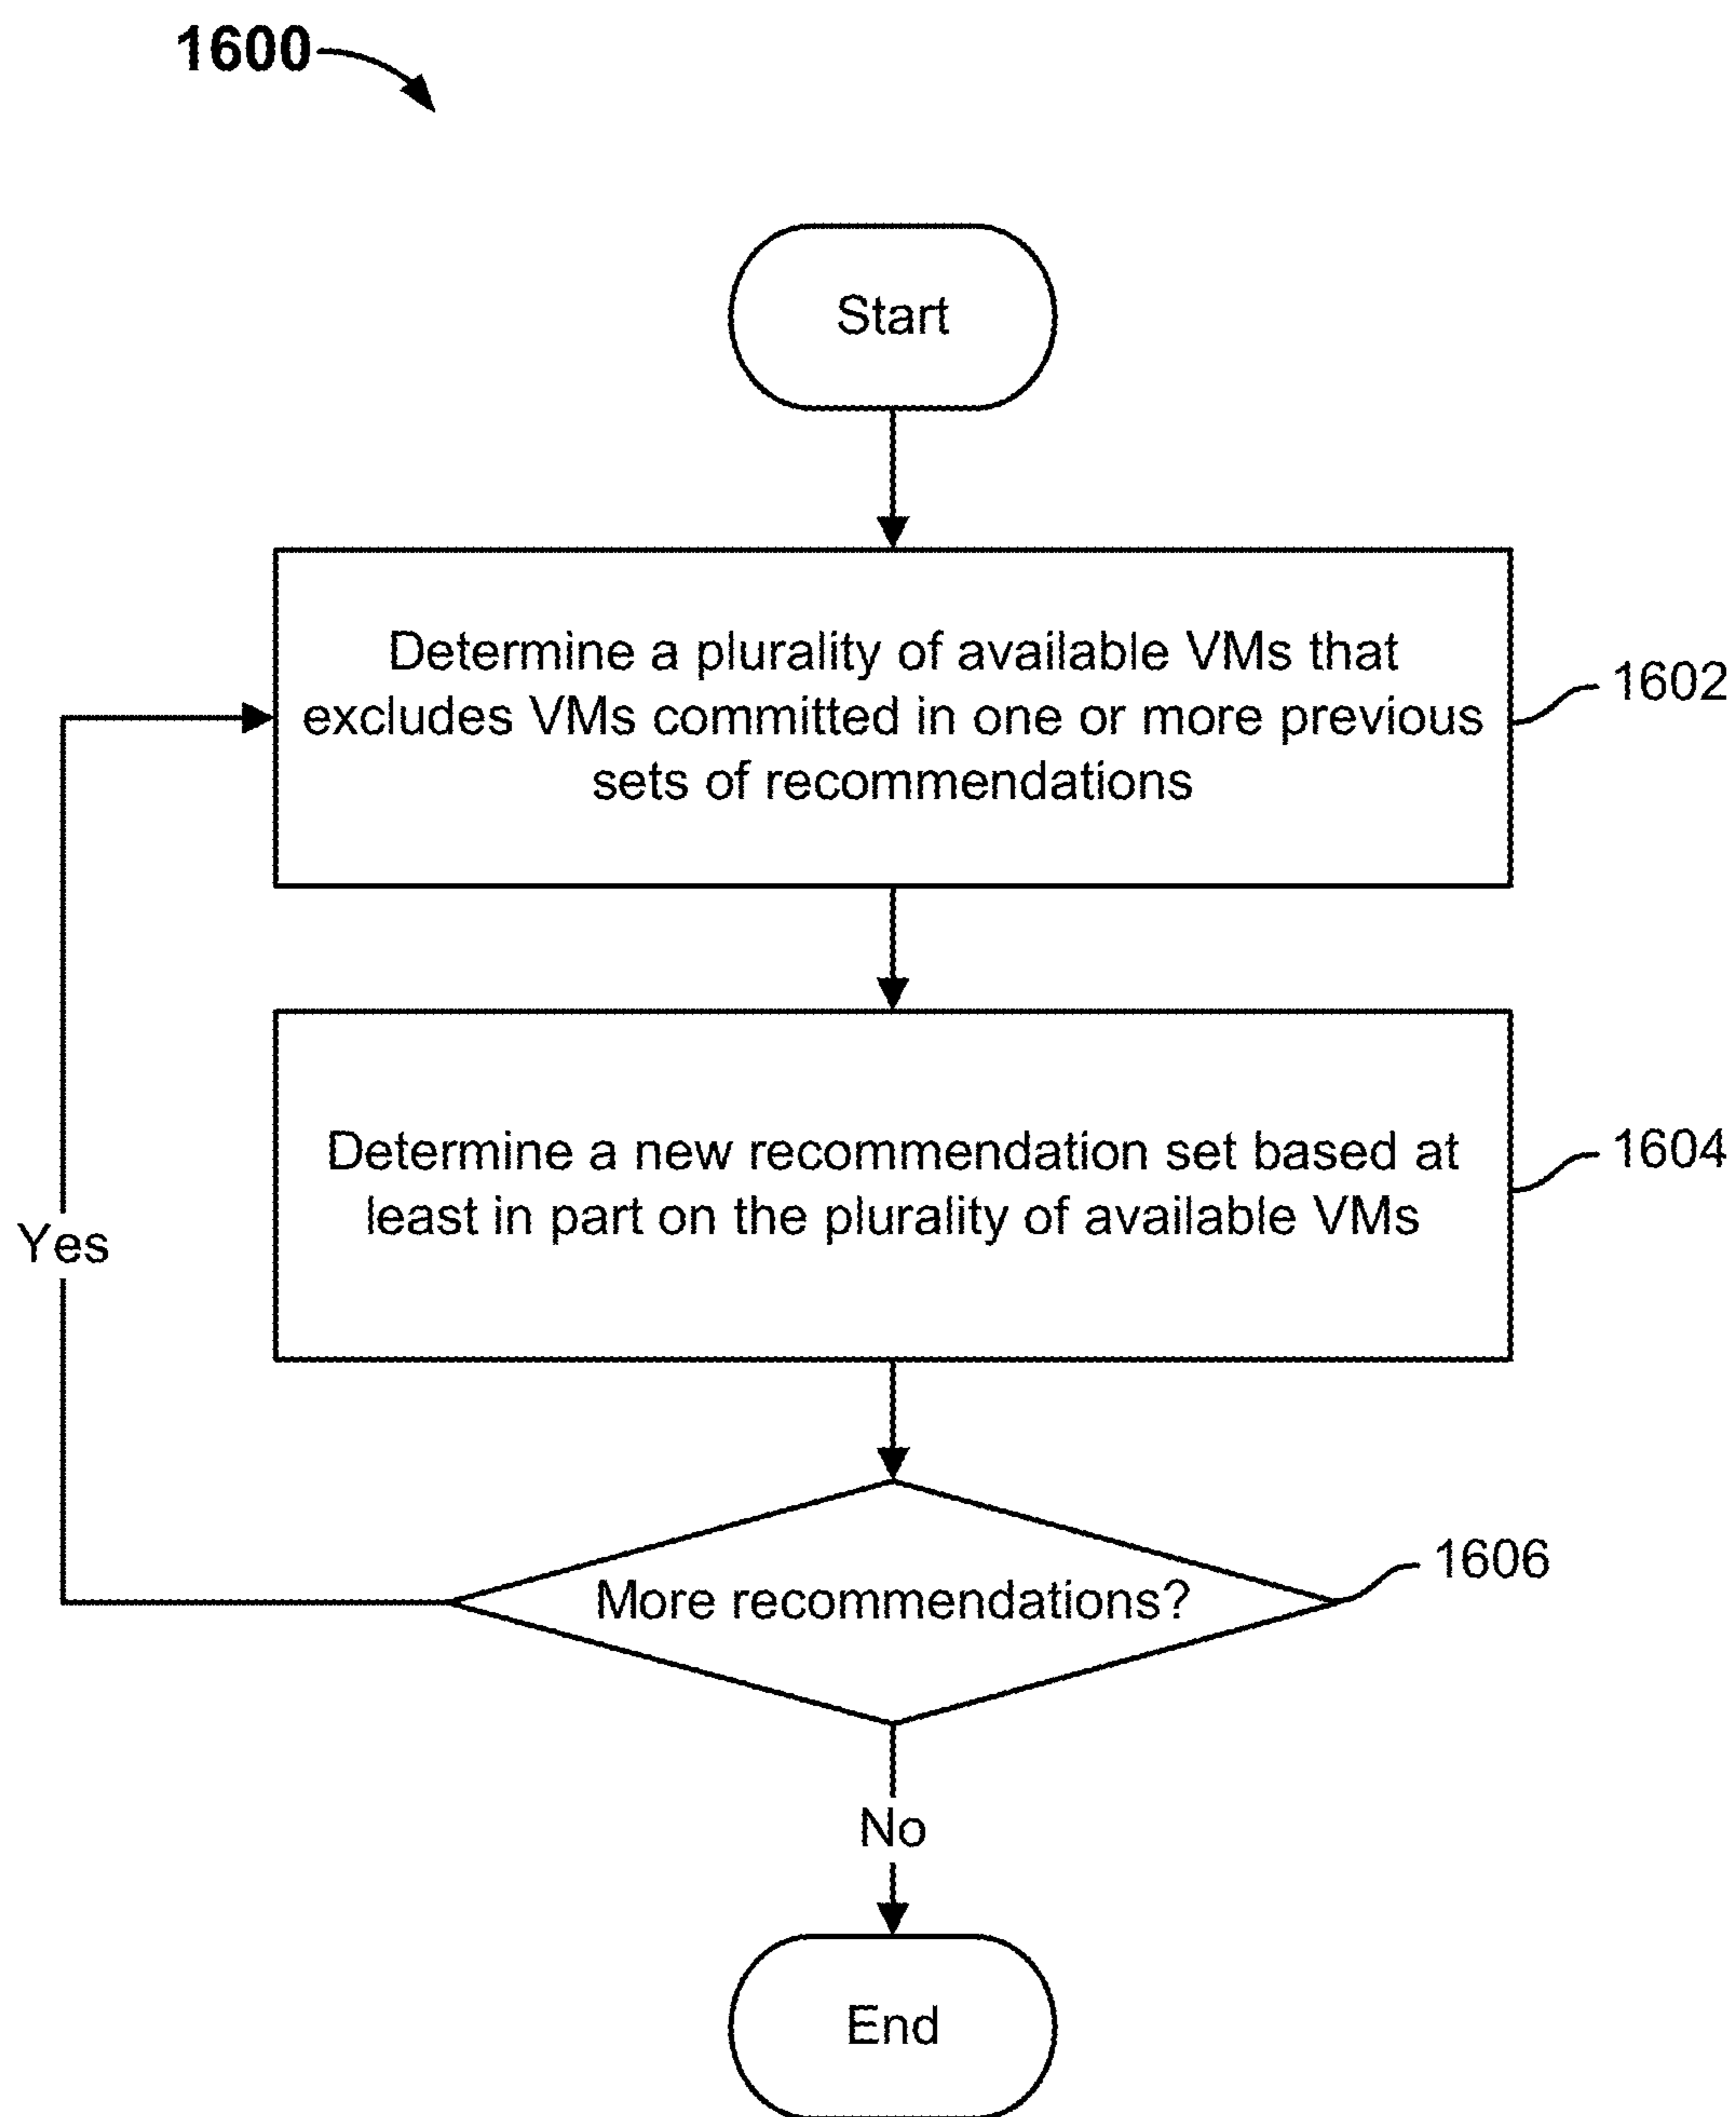 1600
Start
Determine a plurality of available VMs that
excludes VMs committed in one or more previous
sets of recommendations
1602
Determine a new recommendation set based at
least in part on the plurality of available VMs
1604
Yes
More recommendations?
1606
No
End